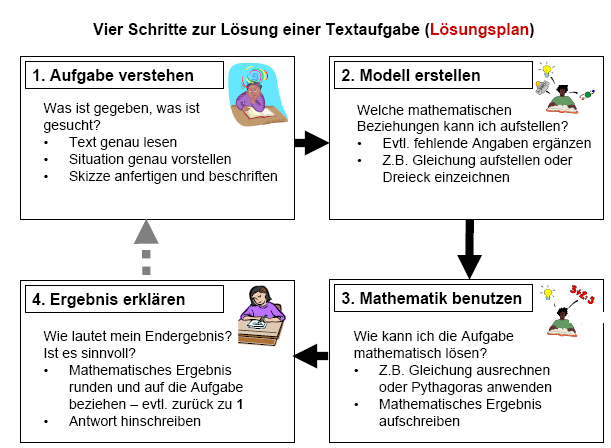 Vier Schritte zur Lösung einer Textaufgabe (Lösungsplan)
1. Aufgabe verstehen
Was ist gegeben, was ist
gesucht?
• Text genau lesen
• Situation genau vorstellen
• Skizze anfertigen und beschriften
2. Modell erstellen
Welche mathematischen
Beziehungen kann ich aufstellen?
• Evtl. fehlende Angaben ergänzen
• Z.B. Gleichung aufstellen oder
Dreieck einzeichnen
3. Mathematik benutzen
Wie kann ich die Aufgabe
mathematisch lösen?
• Z.B. Gleichung ausrechnen
oder Pythagoras anwenden
• Mathematisches Ergebnis
aufschreiben
4. Ergebnis erklären
Wie lautet mein Endergebnis?
Ist es sinnvoll?
• Mathematisches Ergebnis
runden und auf die Aufgabe
beziehen – evtl. zurück zu 1
• Antwort hinschreiben